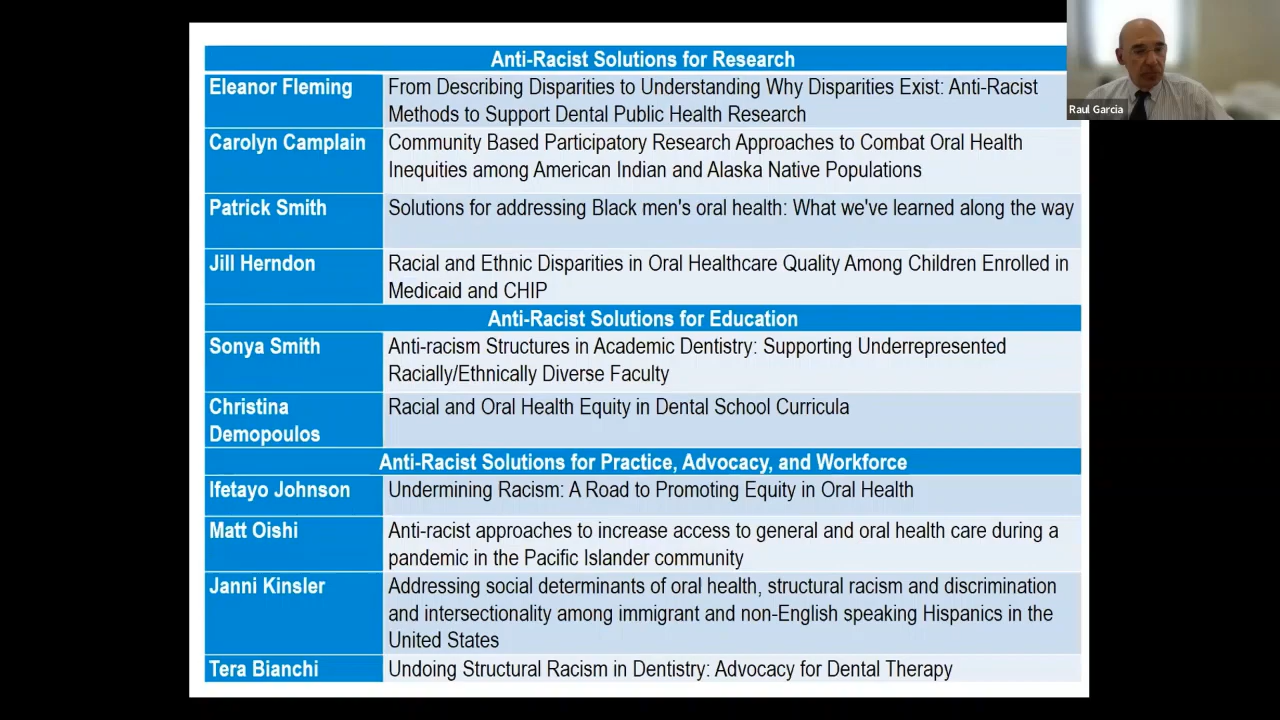 Anti-Racist Solutions for Research
Eleanor Fleming
From Describing Disparities to Understanding Why Disparities Exist: Anti-Racist
Methods to Support Dental Public Health Research
Carolyn Camplain
Community Based Participatory Research Approaches to Combat Oral Health
Inequities among American Indian and Alaska Native Populations
Patrick Smith
Solutions for addressing Black men's oral health: What we've learned along the way
Jill Herndon
Racial and Ethnic Disparities in Oral Healthcare Quality Among Children Enrolled in
Medicaid and CHIP
Anti-Racist Solutions for Education
Sonya Smith
Anti-racism Structures in Academic Dentistry: Supporting Underrepresented
Racially/Ethnically Diverse Faculty
Christina
Demopoulos
Racial and Oral Health Equity in Dental School Curricula
Anti-Racist Solutions for Practice, Advocacy, and Workforce
Ifetayo Johnson
Undermining Racism: A Road to Promoting Equity in Oral Health
Matt Oishi
Anti-racist approaches to increase access to general and oral health care during a
pandemic in the Pacific Islander community
Janni Kinsler
Addressing social determinants of oral health, structural racism and discrimination
and intersectionality among immigrant and non-English speaking Hispanics in the
United States
Tera Bianchi
Undoing Structural Racism in Dentistry: Advocacy for Dental Therapy
Raul Garcia